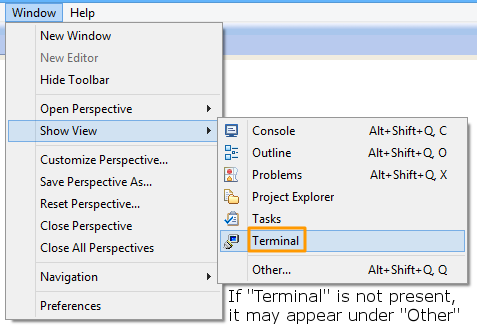 Window Help
New Window
New Editor
Hide Toolbar
Open Perspective
Show View
Customize Perspective...
Save Perspective As...
Reset Perspective...
Close Perspective
Close All Perspectives
Navigation
Preferences
Console Alt+Shift+Q, C
Outline Alt+Shift+Q, O
Problems Alt+Shift+Q, X
Project Explorer
Tasks
Terminal
Other... Alt+Shift+Q, Q
If "Terminal" is not present,
it may appear under "Other"